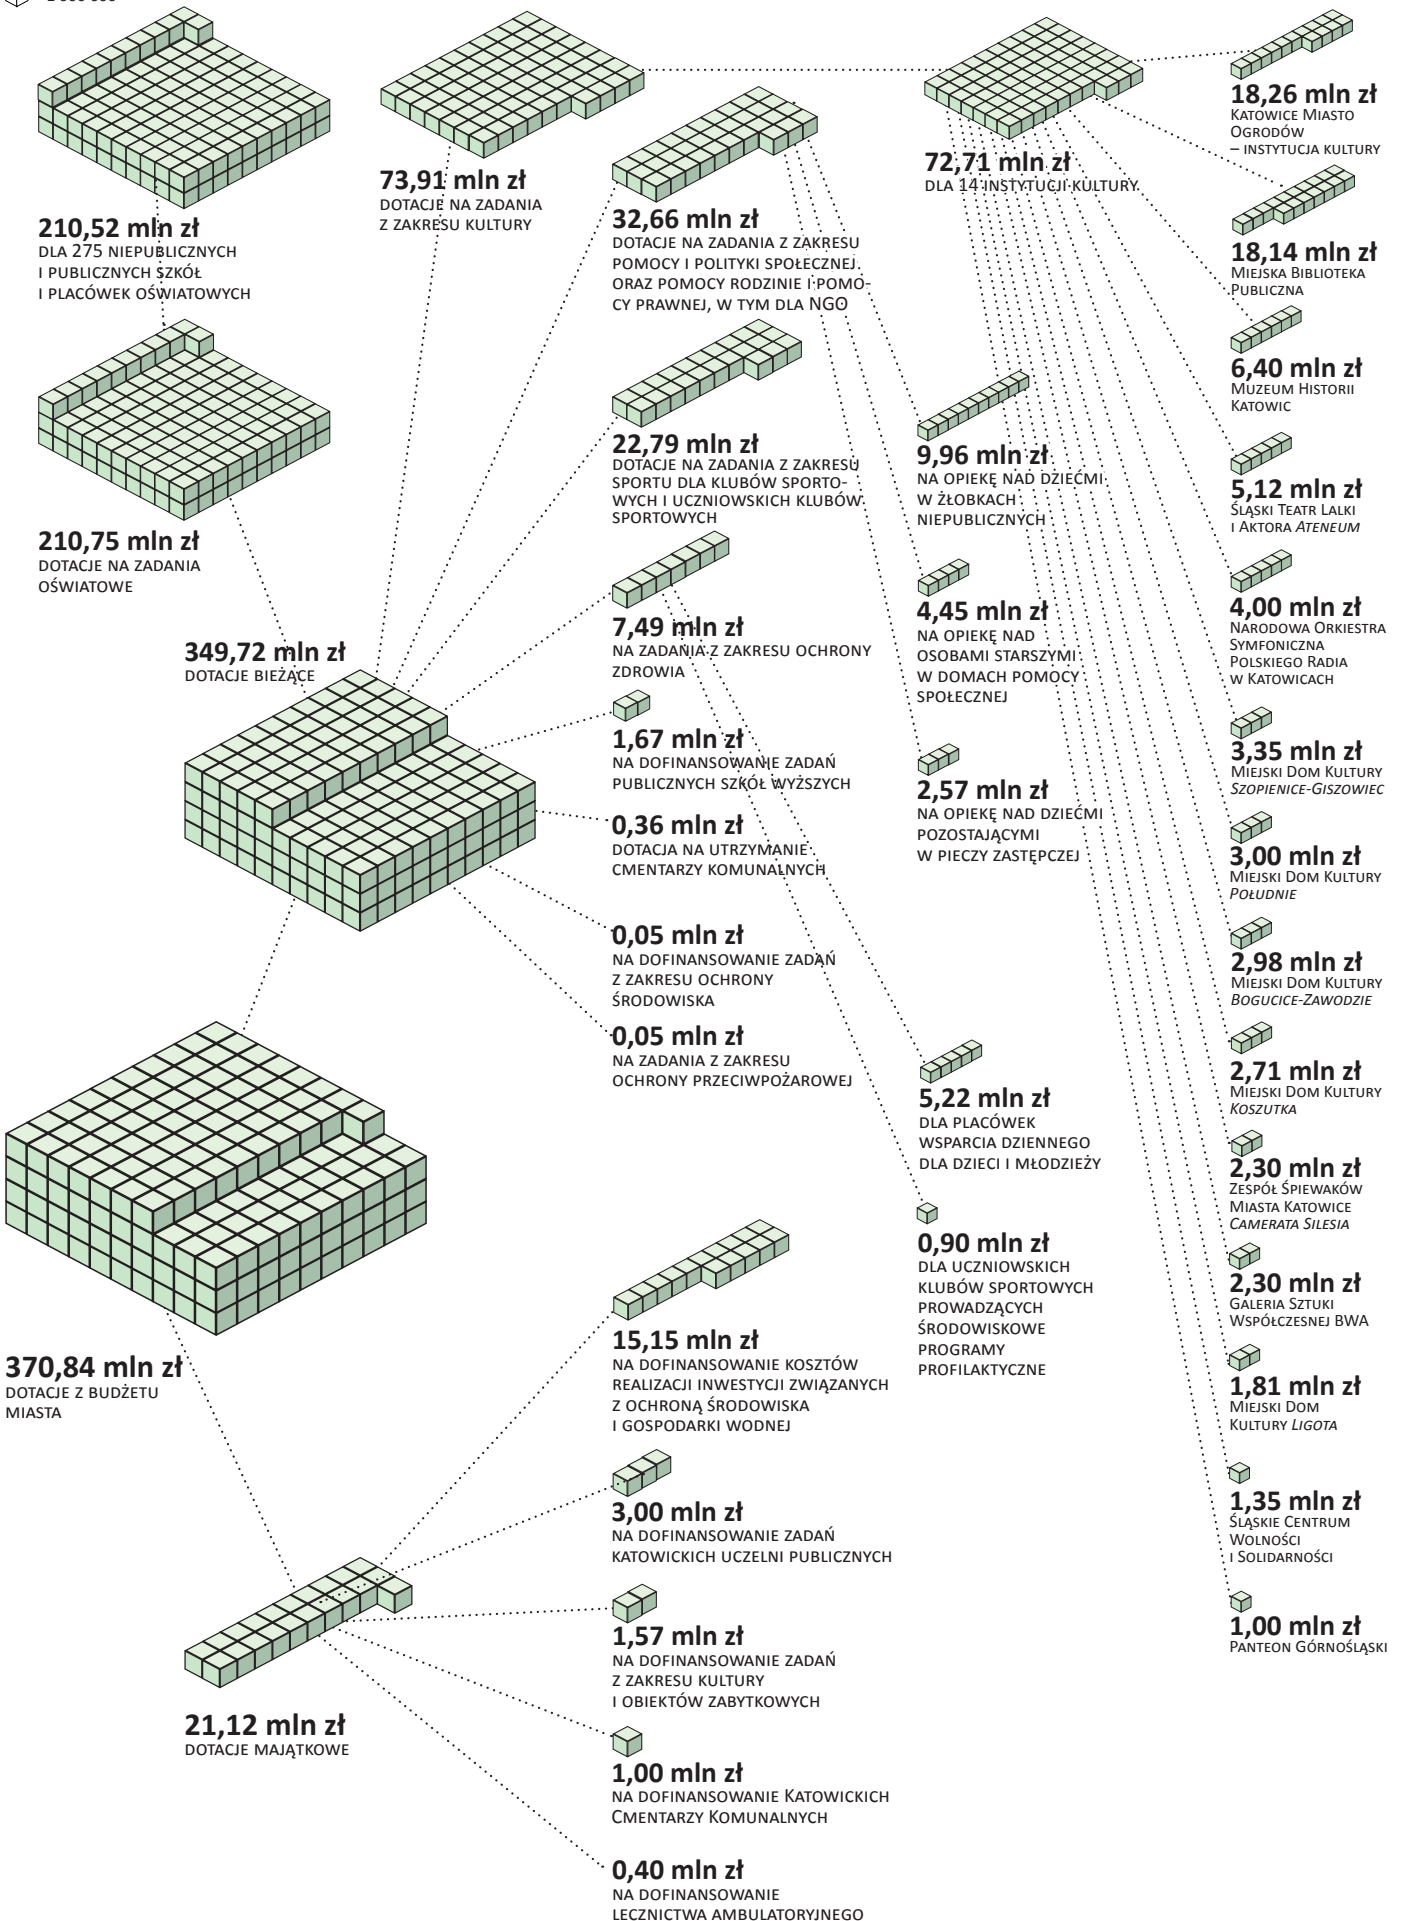 210,52 mln zł
DLA 275 NIEPUBLICZNYCH
I PUBLICZNYCH SZKÓŁ
I PLACÓWEK OŚWIATOWYCH
210,75 mln zł
DOTACJE NA ZADANIA
OŚWIATOWE
73,91 mln zł
DOTACJE NA ZADANIA
Z ZAKRESU KULTURY
349,72 mln zł
DOTACJE BIEŻĄCE
370,84 mln zł
DOTACJE Z BUDŻETU
MIASTA
21,12 mln zł
DOTACJE MAJĄTKOWE
32,66 mln zł
DOTACJE NA ZADANIA Z ZAKRESU
POMOCY I POLITYKI SPOŁECZNEJ
ORAZ POMOCY RODZINIE I POMO-
CY PRAWNEJ, W TYM DLA NGO
22,79 mln zł
DOTACJE NA ZADANIA Z ZAKRESU
SPORTU DLA KLUBÓW SPORTO-
WYCH I UCZNIOWSKICH KLUBÓW
SPORTOWYCH
7,49 mln zł
NA ZADANIA Z ZAKRESU OCHRONY
ZDROWIA
1,67 mln zł
NA DOFINANSOWANIE ZADAŃ
PUBLICZNYCH SZKÓŁ WYŻSZYCH
0,36 mln zł
DOTACJA NA UTRZYMANIE
CMENTARZY KOMUNALNYCH
0,05 mln zł
NA DOFINANSOWANIE ZADAŃ
Z ZAKRESU OCHRONY
ŚRODOWISKA
0,05 mln zł
NA ZADANIA Z ZAKRESU
OCHRONY PRZECIWPOŻAROWEJ
15,15 mln zł
NA DOFINANSOWANIE KOSZTÓW
REALIZACJI INWESTYCJI ZWIĄZANYCH
Z OCHRONĄ ŚRODOWISKA
I GOSPODARKI WODNEJ
3,00 mln zł
NA DOFINANSOWANIE ZADAŃ
KATOWICKICH UCZELNI PUBLICZNYCH
1,57 mln zł
NA DOFINANSOWANIE ZADAŃ
Z ZAKRESU KULTURY
I OBIEKTÓW ZABYTKOWYCH
1,00 mln zł
NA DOFINANSOWANIE KATOWICKICH
CMENTARZY KOMUNALNYCH
0,40 mln zł
NA DOFINANSOWANIE
LECZNICTWA AMBULATORYJNEGO
72,71 mln zł
DLA 14 INSTYTUCJI KULTURY
9,96 mln zł
NA OPIEKĘ NAD DZIEĆMI
W ŻŁOBKACH
NIEPUBLICZNYCH
4,45 mln zł
NA OPIEKĘ NAD
OSOBAMI STARSZYMI
W DOMACH POMOCY
SPOŁECZNEJ
2,57 mln zł
NA OPIEKĘ NAD DZIEĆMI
POZOSTAJĄCYMI
W PIECZY ZASTĘPCZEJ
5,22 mln zł
DLA PLACÓWEK
WSPARCIA DZIENNEGO
DLA DZIECI I MŁODZIEŻY
0,90 mln zł
DLA UCZNIOWSKICH
KLUBÓW SPORTOWYCH
PROWADZĄCYCH
ŚRODOWISKOWE
PROGRAMY
PROFILAKTYCZNE
18,26 mln zł
KATOWICE MIASTO
OGRODÓW
– INSTYTUCJA KULTURY
18,14 mln zł
MIEJSKA BIBLIOTEKA
PUBLICZNA
6,40 mln zł
MUZEUM HISTORII
KATOWIC
5,12 mln zł
ŚLĄSKI TEATR LALKI
I AKTORA ATENEUM
4,00 mln zł
NARODOWA ORKIESTRA
SYMFONICZNA
POLSKIEGO RADIA
W KATOWICACH
3,35 mln zł
MIEJSKI DOM KULTURY
SZOPIENICE-GISZOWIEC
3,00 mln zł
MIEJSKI DOM KULTURY
POŁUDNIE
2,98 mln zł
MIEJSKI DOM KULTURY
BOGUCICE-ZAWODZIE
2,71 mln zł
MIEJSKI DOM KULTURY
KOSZUTKA
2,30 mln zł
ZESPÓŁ ŚPIEWAKÓW
MIASTA KATOWICE
CAMERATA SILESIA
2,30 mln zł
GALERIA SZTUKI
WSPÓŁCZESNEJ BWA
1,81 mln zł
MIEJSKI DOM
KULTURY LIGOTA
1,35 mln zł
ŚLĄSKIE CENTRUM
WOLNOŚCI
I SOLIDARNOŚCI
1,00 mln zł
PANTEON GÓRNOŚLĄSKI